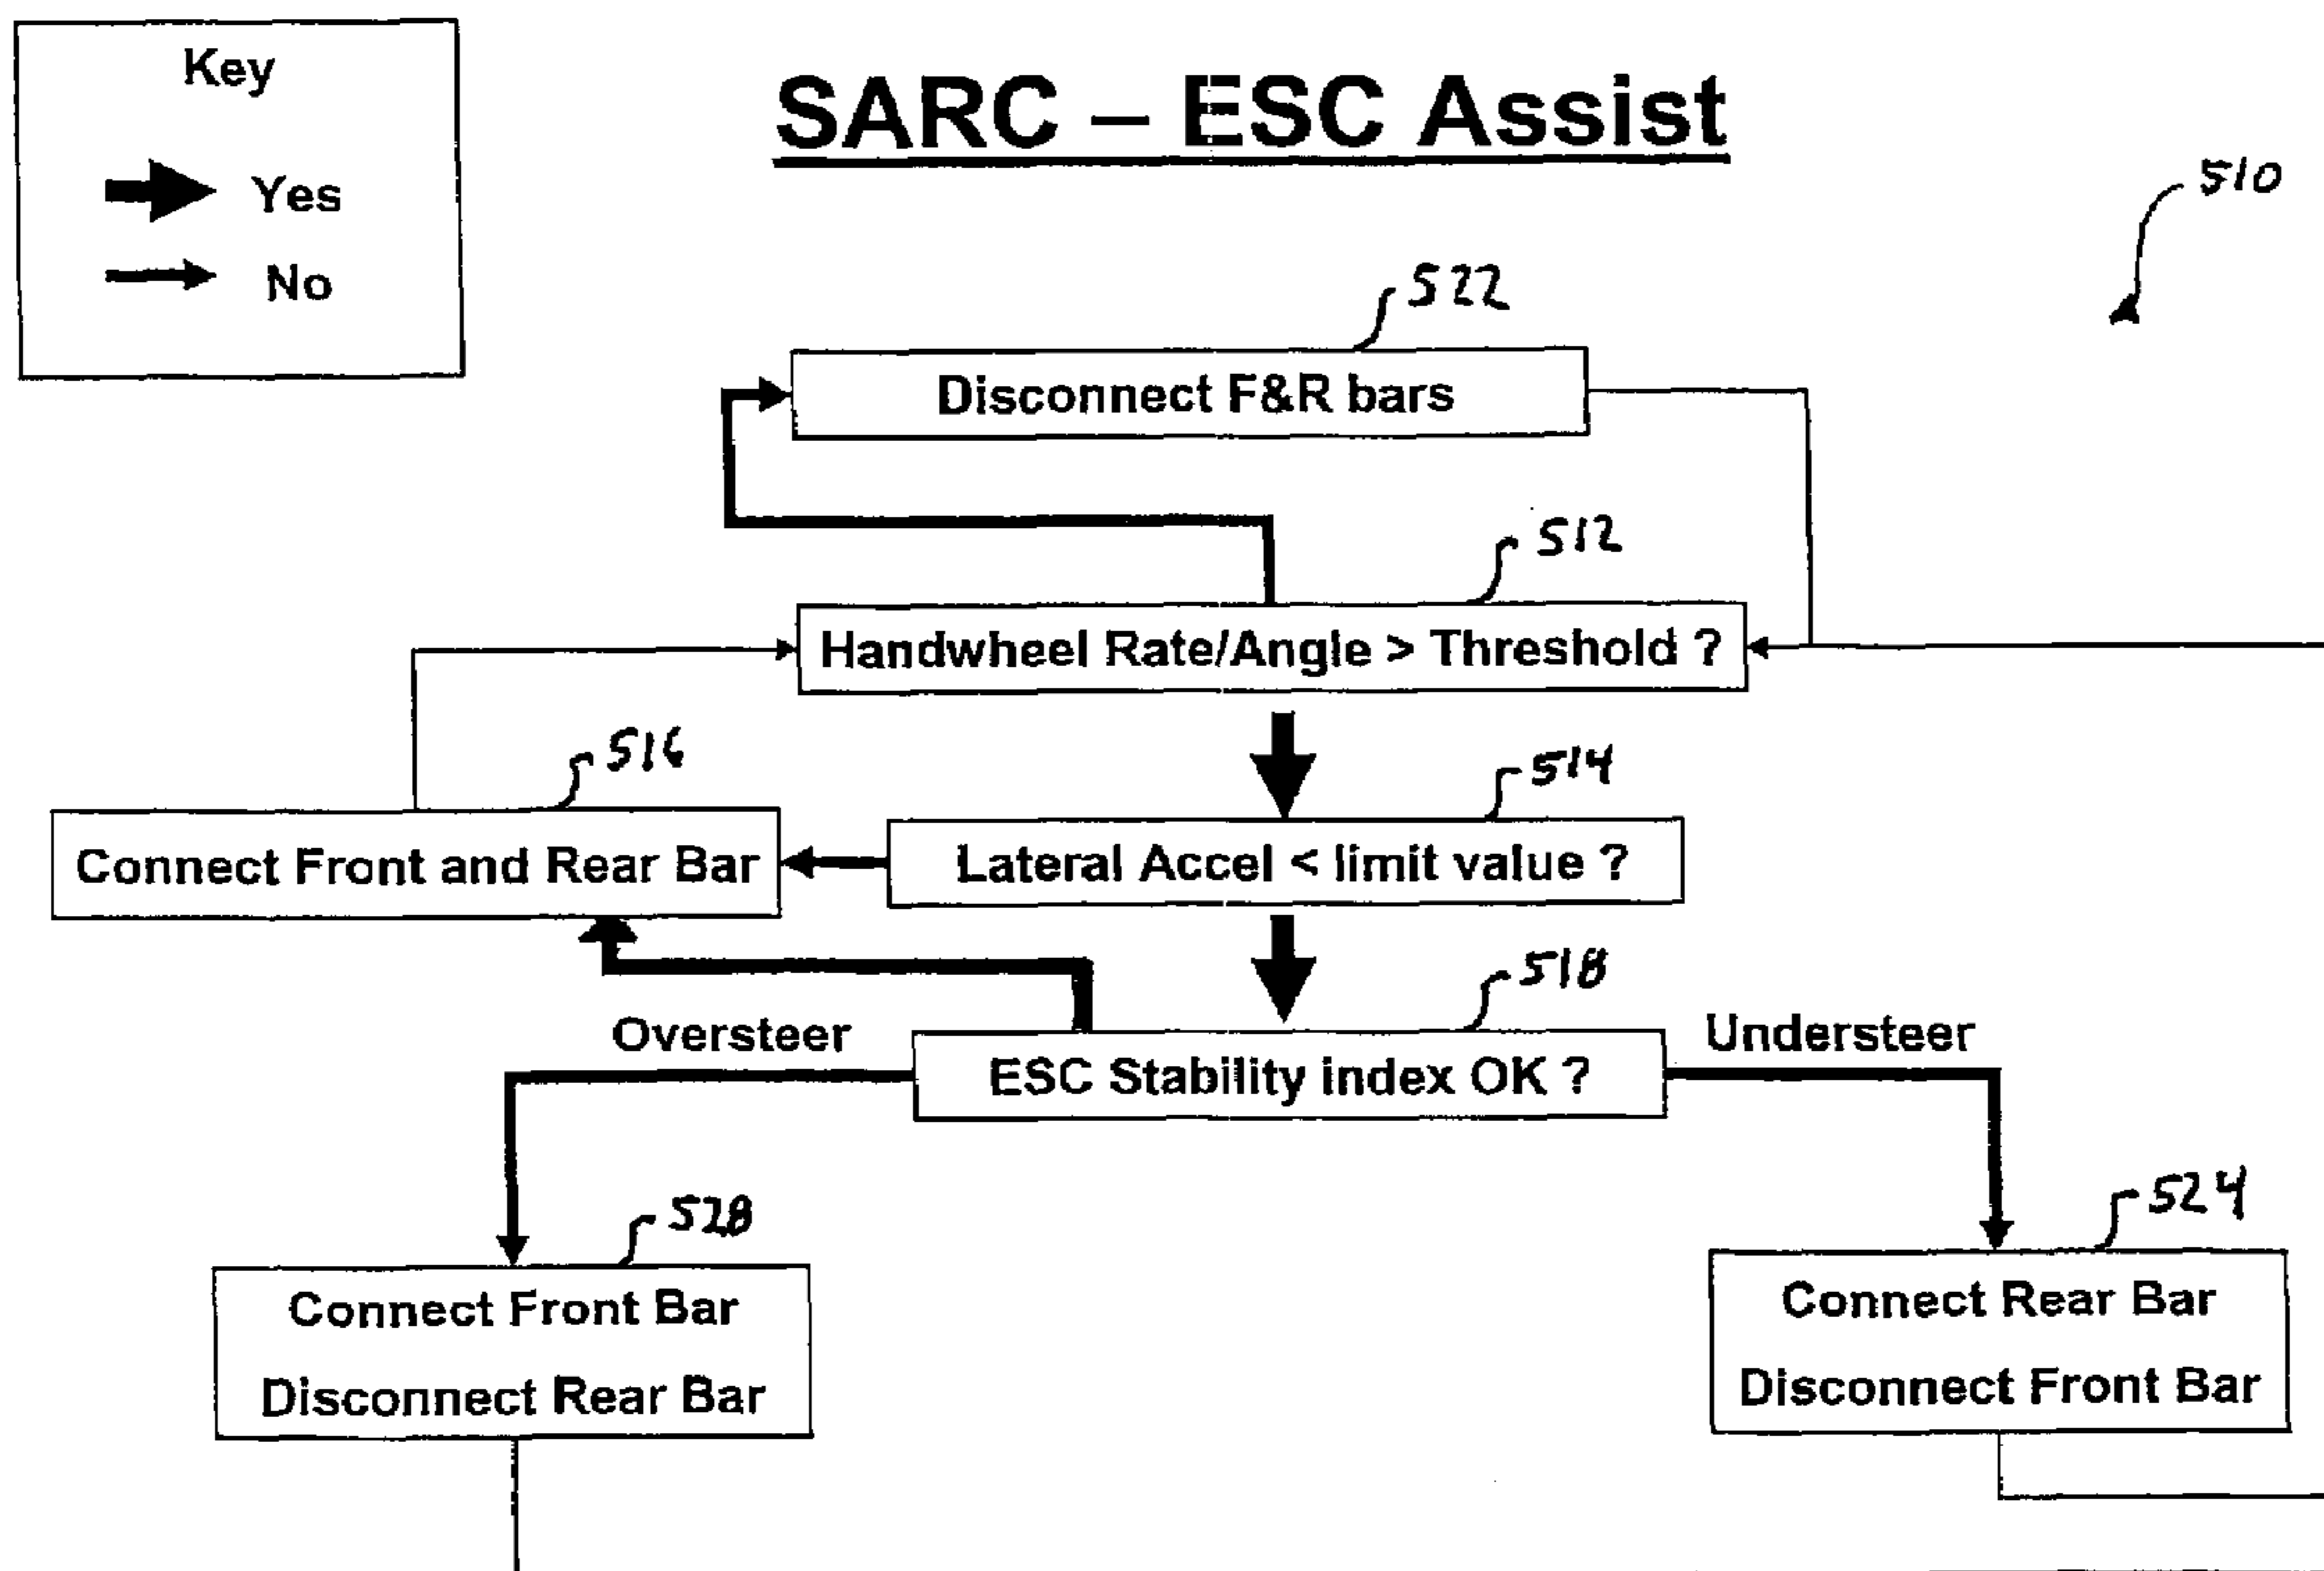 Key
Yes
No
SARC – ESC Assist
510
522
Disconnect F&R bars
512
Handwheel Rate/Angle > Threshold ?
516
514
Connect Front and Rear Bar
Lateral Accel < limit value ?
518
Oversteer
Understeer
ESC Stability index OK ?
528
524
Connect Front Bar
Disconnect Rear Bar
Connect Rear Bar
Disconnect Front Bar